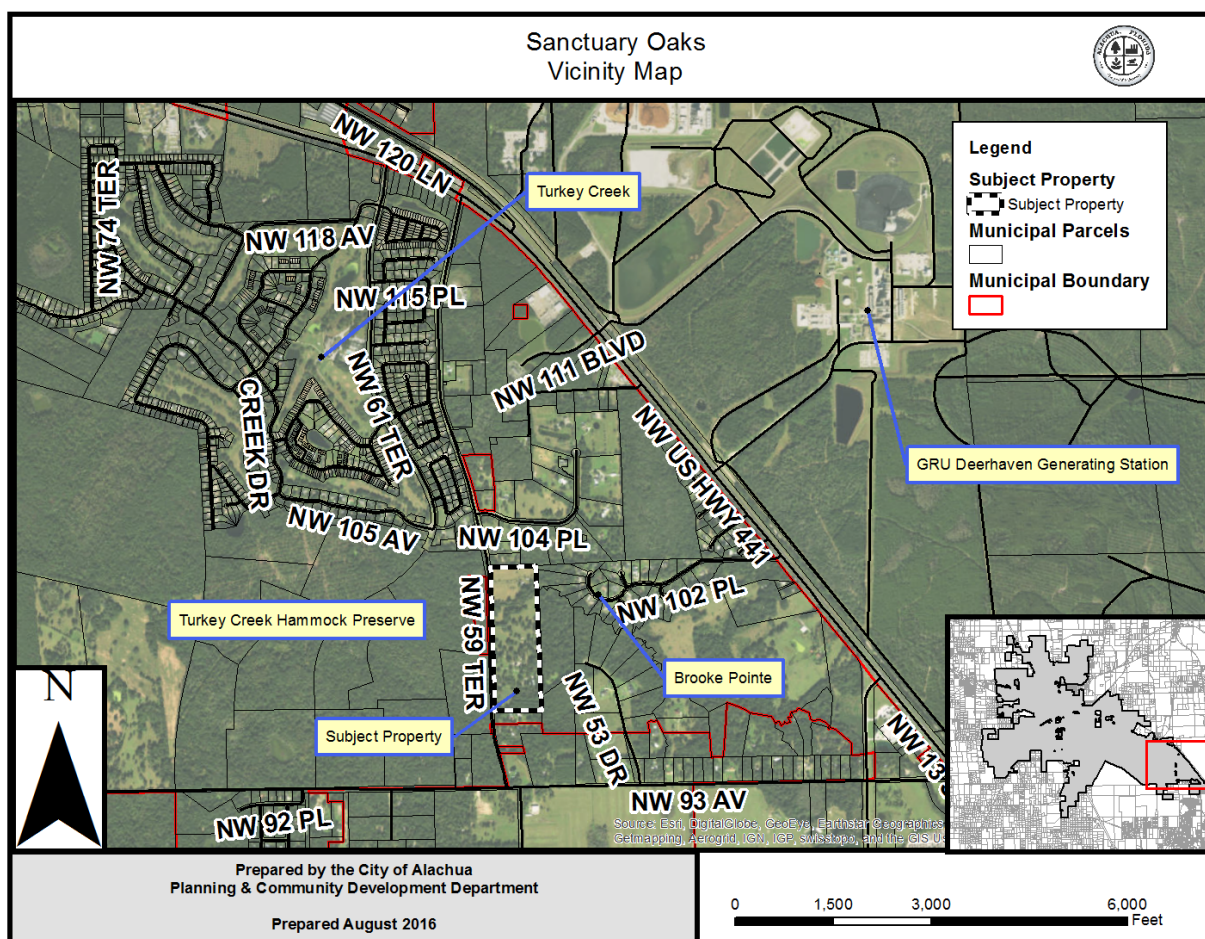 Sanctuary Oaks
Vicinity Map
ALACHUA, FLORIDA
NW 120 LN
NW 74 TER
Turkey Creek
NW 118 AV
NW 115 PL
NW 61 TER
CREEK DR
NW 111 BLVD
NW US HWY 441
GRU Deerhaven Generating Station
NW 105 AV
NW 104 PL
NW 59 TER
NW 102 PL
Turkey Creek Hammock Preserve
Brooke Pointe
NW 53 DR
Subject Property
NW 13
NW 93 AV
NW 92 PL
Legend
Subject Property
Subject Property
Municipal Parcels
Municipal Boundary
N
Source: Esri, DigitalGlobe, GeoEye, Earthstar Geographics
Getmapping, Aerogrid, IGN, IGP, swisstopo, and the GIS U
Prepared by the City of Alachua
Planning & Community Development Department
Prepared August 2016
0 1,500 3,000 6,000
Feet